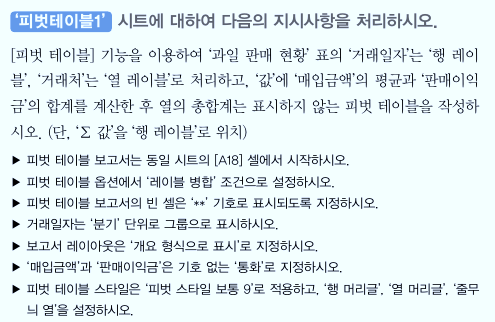 '피벗테이블1' 시트에 대하여 다음의 지시사항을 처리하시오.
[피벗 테이블] 기능을 이용하여 '과일 판매 현황' 표의 '거래일자'는 '행 레이
블', '거래처'는 '열 레이블'로 처리하고, '값'에 '매입금액'의 평균과 '판매이익
금'의 합계를 계산한 후 열의 총합계는 표시하지 않는 피벗 테이블을 작성하
시오. (단, 'Σ 값'을 '행 레이블'로 위치)
▶ 피벗 테이블 보고서는 동일 시트의 [A18] 셀에서 시작하시오.
▶ 피벗 테이블 옵션에서 '레이블 병합' 조건으로 설정하시오.
▶ 피벗 테이블 보고서의 빈 셀은 '**' 기호로 표시되도록 지정하시오.
▶ 거래일자는 '분기' 단위로 그룹으로 표시하시오.
▶ 보고서 레이아웃은 '개요 형식으로 표시'로 지정하시오.
▶ '매입금액'과 '판매이익금'은 기호 없는 '통화'로 지정하시오.
▶ 피벗 테이블 스타일은 '피벗 스타일 보통 9'로 적용하고, '행 머리글', '열 머리글', '줄무
늬 열'을 설정하시오.